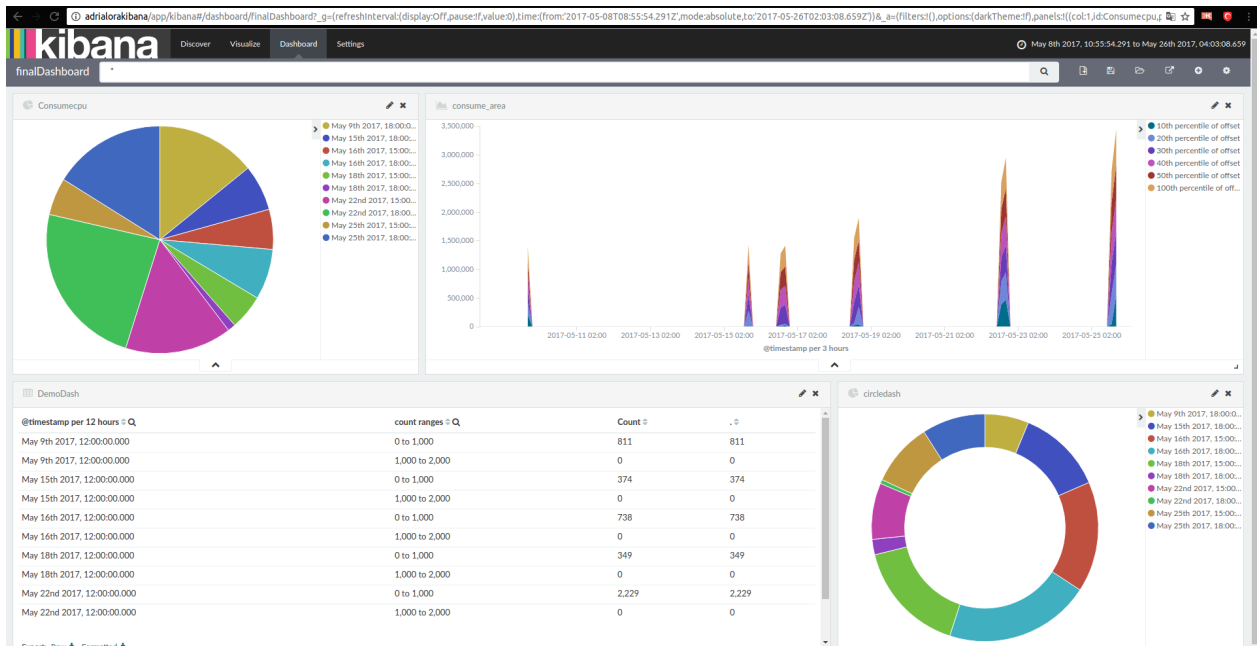 adrialorakibana/app/kibana#/dashboard/finalDashboard?_g=(refreshInterval:(display:Off,pause:!f,value:0),time:(from:'2017-05-08T08:55:54.291Z',mode:absolute,to:'2017-05-26T02:03:08.659Z'))&_a=(filters:!(),options:(darkTheme:!f),panels:!((col:1,id:Consumecpu,p
kibana Discover Visualize Dashboard Settings May 8th 2017, 10:55:54.291 to May 26th 2017, 04:03:08.659
finalDashboard *
Consumecpu
May 9th 2017, 18:00:0...
May 15th 2017, 18:00:...
May 16th 2017, 15:00:...
May 16th 2017, 18:00:...
May 18th 2017, 15:00:...
May 18th 2017, 18:00:...
May 22nd 2017, 15:00...
May 22nd 2017, 18:00...
May 25th 2017, 15:00:...
May 25th 2017, 18:00:...
consume_area
3,500,000
3,000,000
2,500,000
2,000,000
1,500,000
1,000,000
500,000
0
2017-05-11 02:00 2017-05-13 02:00 2017-05-15 02:00 2017-05-17 02:00 2017-05-19 02:00 2017-05-21 02:00 2017-05-23 02:00 2017-05-25 02:00
@timestamp per 3 hours
10th percentile of offset
20th percentile of offset
30th percentile of offset
40th percentile of offset
50th percentile of offset
100th percentile of off...
DemoDash
@timestamp per 12 hours count ranges Count .
May 9th 2017, 12:00:00.000 0 to 1,000 811 811
May 9th 2017, 12:00:00.000 1,000 to 2,000 0 0
May 15th 2017, 12:00:00.000 0 to 1,000 374 374
May 15th 2017, 12:00:00.000 1,000 to 2,000 0 0
May 16th 2017, 12:00:00.000 0 to 1,000 738 738
May 16th 2017, 12:00:00.000 1,000 to 2,000 0 0
May 18th 2017, 12:00:00.000 0 to 1,000 349 349
May 18th 2017, 12:00:00.000 1,000 to 2,000 0 0
May 22nd 2017, 12:00:00.000 0 to 1,000 2,229 2,229
May 22nd 2017, 12:00:00.000 1,000 to 2,000 0 0
circledash
May 9th 2017, 18:00:0...
May 15th 2017, 18:00:...
May 16th 2017, 15:00:...
May 16th 2017, 18:00:...
May 18th 2017, 15:00:...
May 18th 2017, 18:00:...
May 22nd 2017, 15:00...
May 22nd 2017, 18:00...
May 25th 2017, 15:00:...
May 25th 2017, 18:00:...